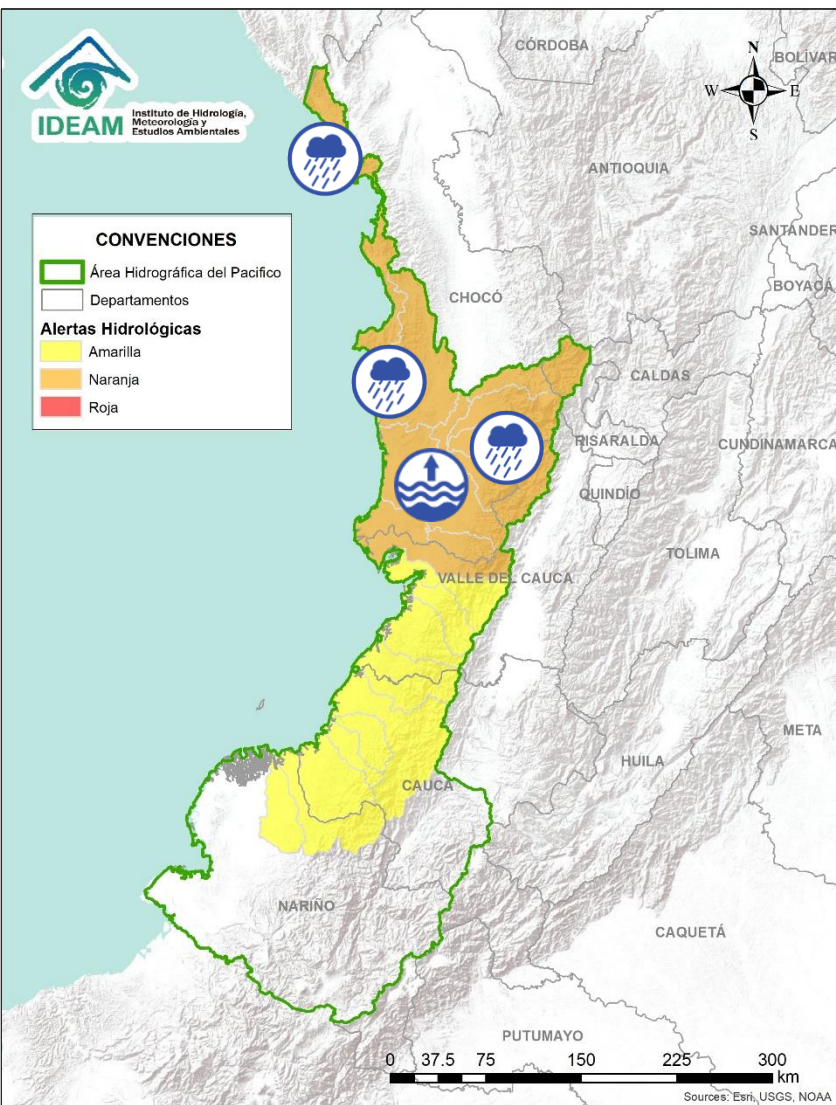 IDEAM
Instituto de Hidrología,
Meteorología y
Estudios Ambientales
CÓRDOBA
N
BOLÍVAR
W
E
S
ANTIOQUIA
CONVENCIONES
Área Hidrográfica del Pacifico
Departamentos
Alertas Hidrológicas
Amarilla
Naranja
Roja
SANTANDER
BOYACÁ
CHOCÓ
CALDAS
RISARALDA
CUNDINAMARCA
QUINDÍO
TOLIMA
VALLE DEL CAUCA
META
HUILA
CAUCA
NARIÑO
CAQUETÁ
PUTUMAYO
0 37.5 75 150 225 300
km
Sources: Esri, USGS, NOAA